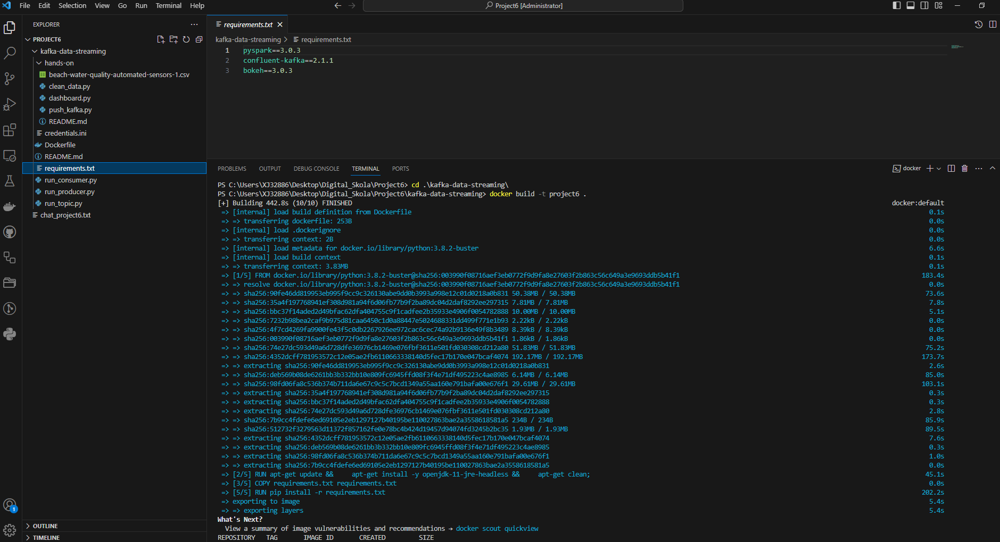 File Edit Selection View Go Run Terminal Help
Project6 [Administrator]
EXPLORER
PROJECT6
kafka-data-streaming
hands-on
beach-water-quality-automated-sensors-1.csv
clean_data.py
dashboard.py
push_kafka.py
README.md
credentials.ini
Dockerfile
README.md
requirements.txt
run_consumer.py
run_producer.py
run_topic.py
chat_project6.txt
OUTLINE
TIMELINE
1
requirements.txt
kafka-data-streaming > requirements.txt
1 pyspark==3.0.3
2 confluent-kafka==2.1.1
3 bokeh==3.0.3
PROBLEMS OUTPUT DEBUG CONSOLE TERMINAL PORTS
docker
PS C:\Users\XJ32886\Desktop\Digital_Skola\Project6> cd .\kafka-data-streaming\
PS C:\Users\XJ32886\Desktop\Digital_Skola\Project6\kafka-data-streaming> docker build -t project6 .
[+] Building 442.8s (10/10) FINISHED docker:default
=> [internal] load build definition from Dockerfile 0.1s
=> => transferring dockerfile: 253B 0.0s
=> [internal] load .dockerignore 0.0s
=> => transferring context: 2B 0.0s
=> [internal] load metadata for docker.io/library/python:3.8.2-buster 6.6s
=> [internal] load build context 0.1s
=> => transferring context: 3.83MB 0.1s
=> [1/5] FROM docker.io/library/python:3.8.2-buster@sha256:003990f08716aef3eb0772f9d9fa8e27603f2b863c56c649a3e9693ddb5b41f1 183.4s
=> => resolve docker.io/library/python:3.8.2-buster@sha256:003990f08716aef3eb0772f9d9fa8e27603f2b863c56c649a3e9693ddb5b41f1 0.0s
=> => sha256:90fe46dd819953eb995f9cc9c326130abe9dd0b3993a998e12c01d0218a0b831 50.38MB / 50.38MB 73.6s
=> => sha256:35a4f197768941ef308d981a94f6d06fb77b9f2ba89dc04d2daf8292ee297315 7.81MB / 7.81MB 7.8s
=> => sha256:bbc37f14aded2d49bfac62dfa404755c9f1cadfee2b35933e4906f0054782888 10.00MB / 10.00MB 5.1s
=> => sha256:7232b98bea2caf9b975d81caa6450c1d0a88447e5024688331dd499f771e1b93 2.22kB / 2.22kB 0.0s
=> => sha256:4f7cd4269fa9900fe43f5c0db2267926ee972cac6cec74a92b9136e49f8b3489 8.39kB / 8.39kB 0.0s
=> => sha256:003990f08716aef3eb0772f9d9fa8e27603f2b863c56c649a3e9693ddb5b41f1 1.86kB / 1.86kB 0.0s
=> => sha256:74e27dc593d49a6d728dfe36976cb1469e076fbf3611e501fd030308cd212a80 51.83MB / 51.83MB 75.2s
=> => sha256:4352dcff781953572c12e05ae2fb6110663338140d5fec17b170e047bcaf4074 192.17MB / 192.17MB 173.7s
=> => extracting sha256:90fe46dd819953eb995f9cc9c326130abe9dd0b3993a998e12c01d0218a0b831 2.6s
=> => sha256:deb569b08de6261bb3b332bb10e809fc6945ffd08f3f4e71df495223c4ae8985 6.14MB / 6.14MB 85.0s
=> => sha256:98fd06fa8c536b374b711da6e67c9c5c7bcd1349a55aa160e791bafa00e676f1 29.61MB / 29.61MB 103.1s
=> => extracting sha256:35a4f197768941ef308d981a94f6d06fb77b9f2ba89dc04d2daf8292ee297315 0.3s
=> => extracting sha256:bbc37f14aded2d49bfac62dfa404755c9f1cadfee2b35933e4906f0054782888 0.3s
=> => extracting sha256:74e27dc593d49a6d728dfe36976cb1469e076fbf3611e501fd030308cd212a80 2.8s
=> => sha256:7b9cc4fdefe6ed69105e2eb1297127b40195be110027863bae2a3558618581a5 234B / 234B 85.9s
=> => sha256:512732f3279563d11372f857162fe0e78bc4b424d19457d94074fd3245b2bc35 1.93MB / 1.93MB 89.5s
=> => extracting sha256:4352dcff781953572c12e05ae2fb6110663338140d5fec17b170e047bcaf4074 7.6s
=> => extracting sha256:deb569b08de6261bb3b332bb10e809fc6945ffd08f3f4e71df495223c4ae8985 0.3s
=> => extracting sha256:98fd06fa8c536b374b711da6e67c9c5c7bcd1349a55aa160e791bafa00e676f1 1.0s
=> => extracting sha256:7b9cc4fdefe6ed69105e2eb1297127b40195be110027863bae2a3558618581a5 0.0s
=> [2/5] RUN apt-get update && apt-get install -y openjdk-11-jre-headless && apt-get clean; 45.1s
=> [3/5] COPY requirements.txt requirements.txt 0.0s
=> [5/5] RUN pip install -r requirements.txt 202.2s
=> exporting to image 5.4s
=> => exporting layers 5.4s
What's Next?
View a summary of image vulnerabilities and recommendations → docker scout quickview
REPOSITORY TAG IMAGE ID CREATED SIZE